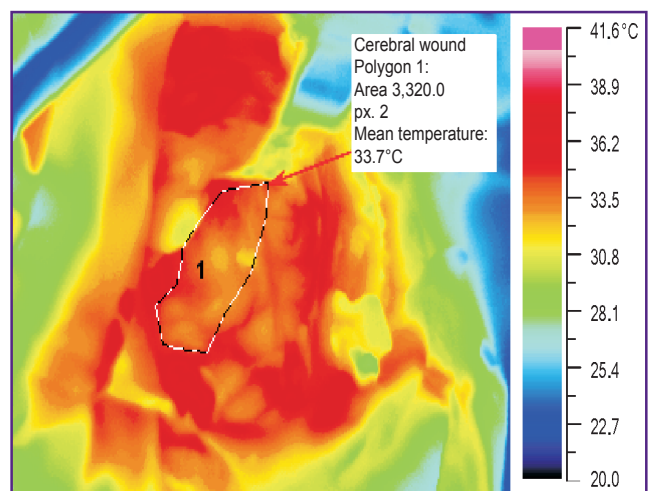 Cerebral wound
Polygon 1:
Area 3,320.0
px. 2
Mean temperature:
33.7°C
1
41.6°C
38.9
36.2
33.5
30.8
28.1
25.4
22.7
20.0